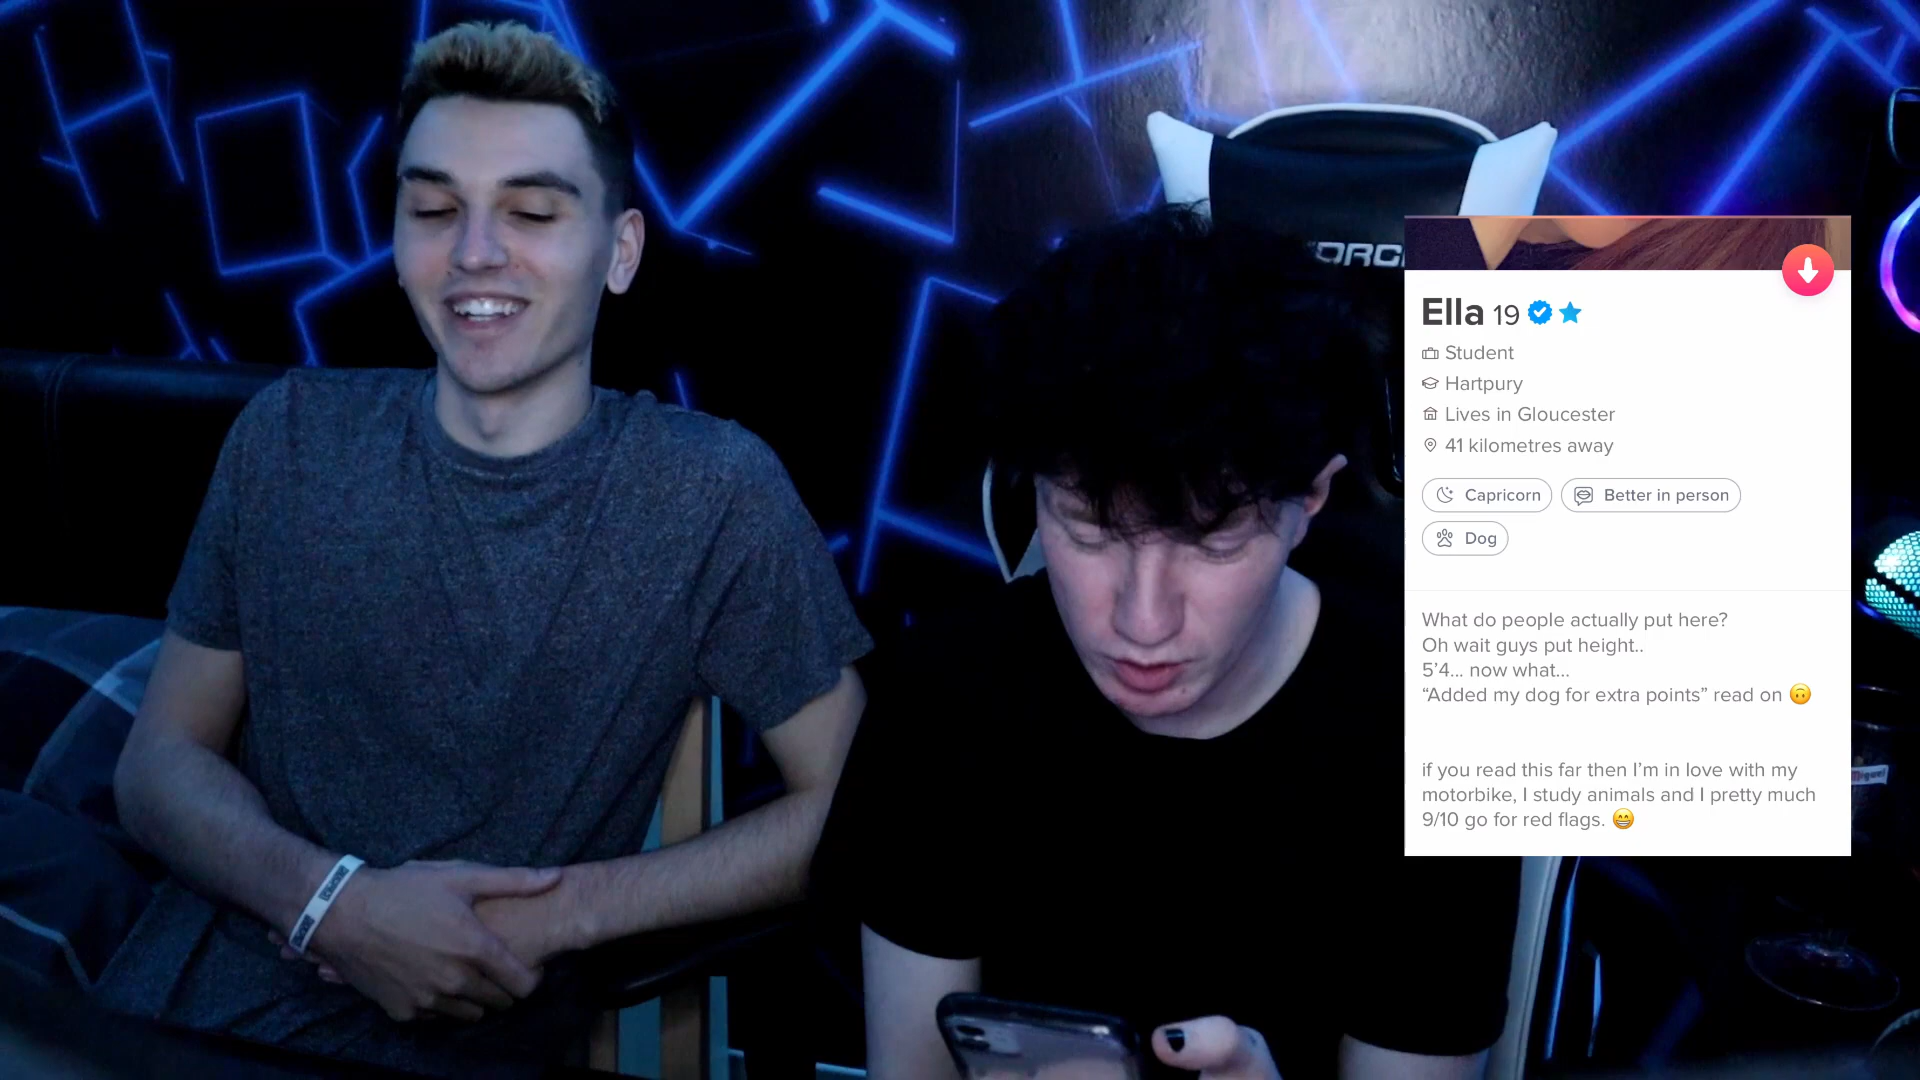 Ella 19
Student
Hartpury
Lives in Gloucester
41 kilometres away
Capricorn
Better in person
Dog
What do people actually put here?
Oh wait guys put height..
5’4... now what...
“Added my dog for extra points” read on 🙃
if you read this far then I’m in love with my
motorbike, I study animals and I pretty much
9/10 go for red flags. 😁